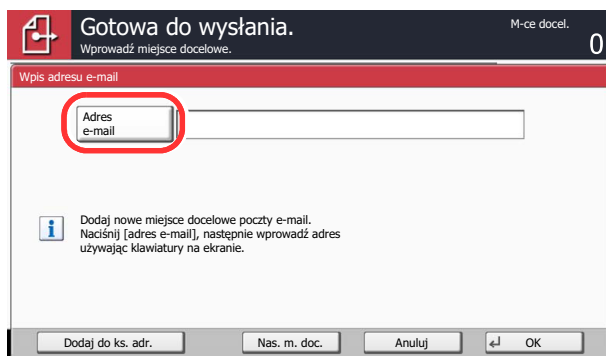 Gotowa do wysłania.
M-ce docel.
Wprowadź miejsce docelowe.
0
Wpis adresu e-mail
Adres
e-mail
Dodaj nowe miejsce docelowe poczty e-mail.
Naciśnij [adres e-mail], następnie wprowadź adres
używając klawiatury na ekranie.
Dodaj do ks. adr.
Nas. m. doc.
Anuluj
OK